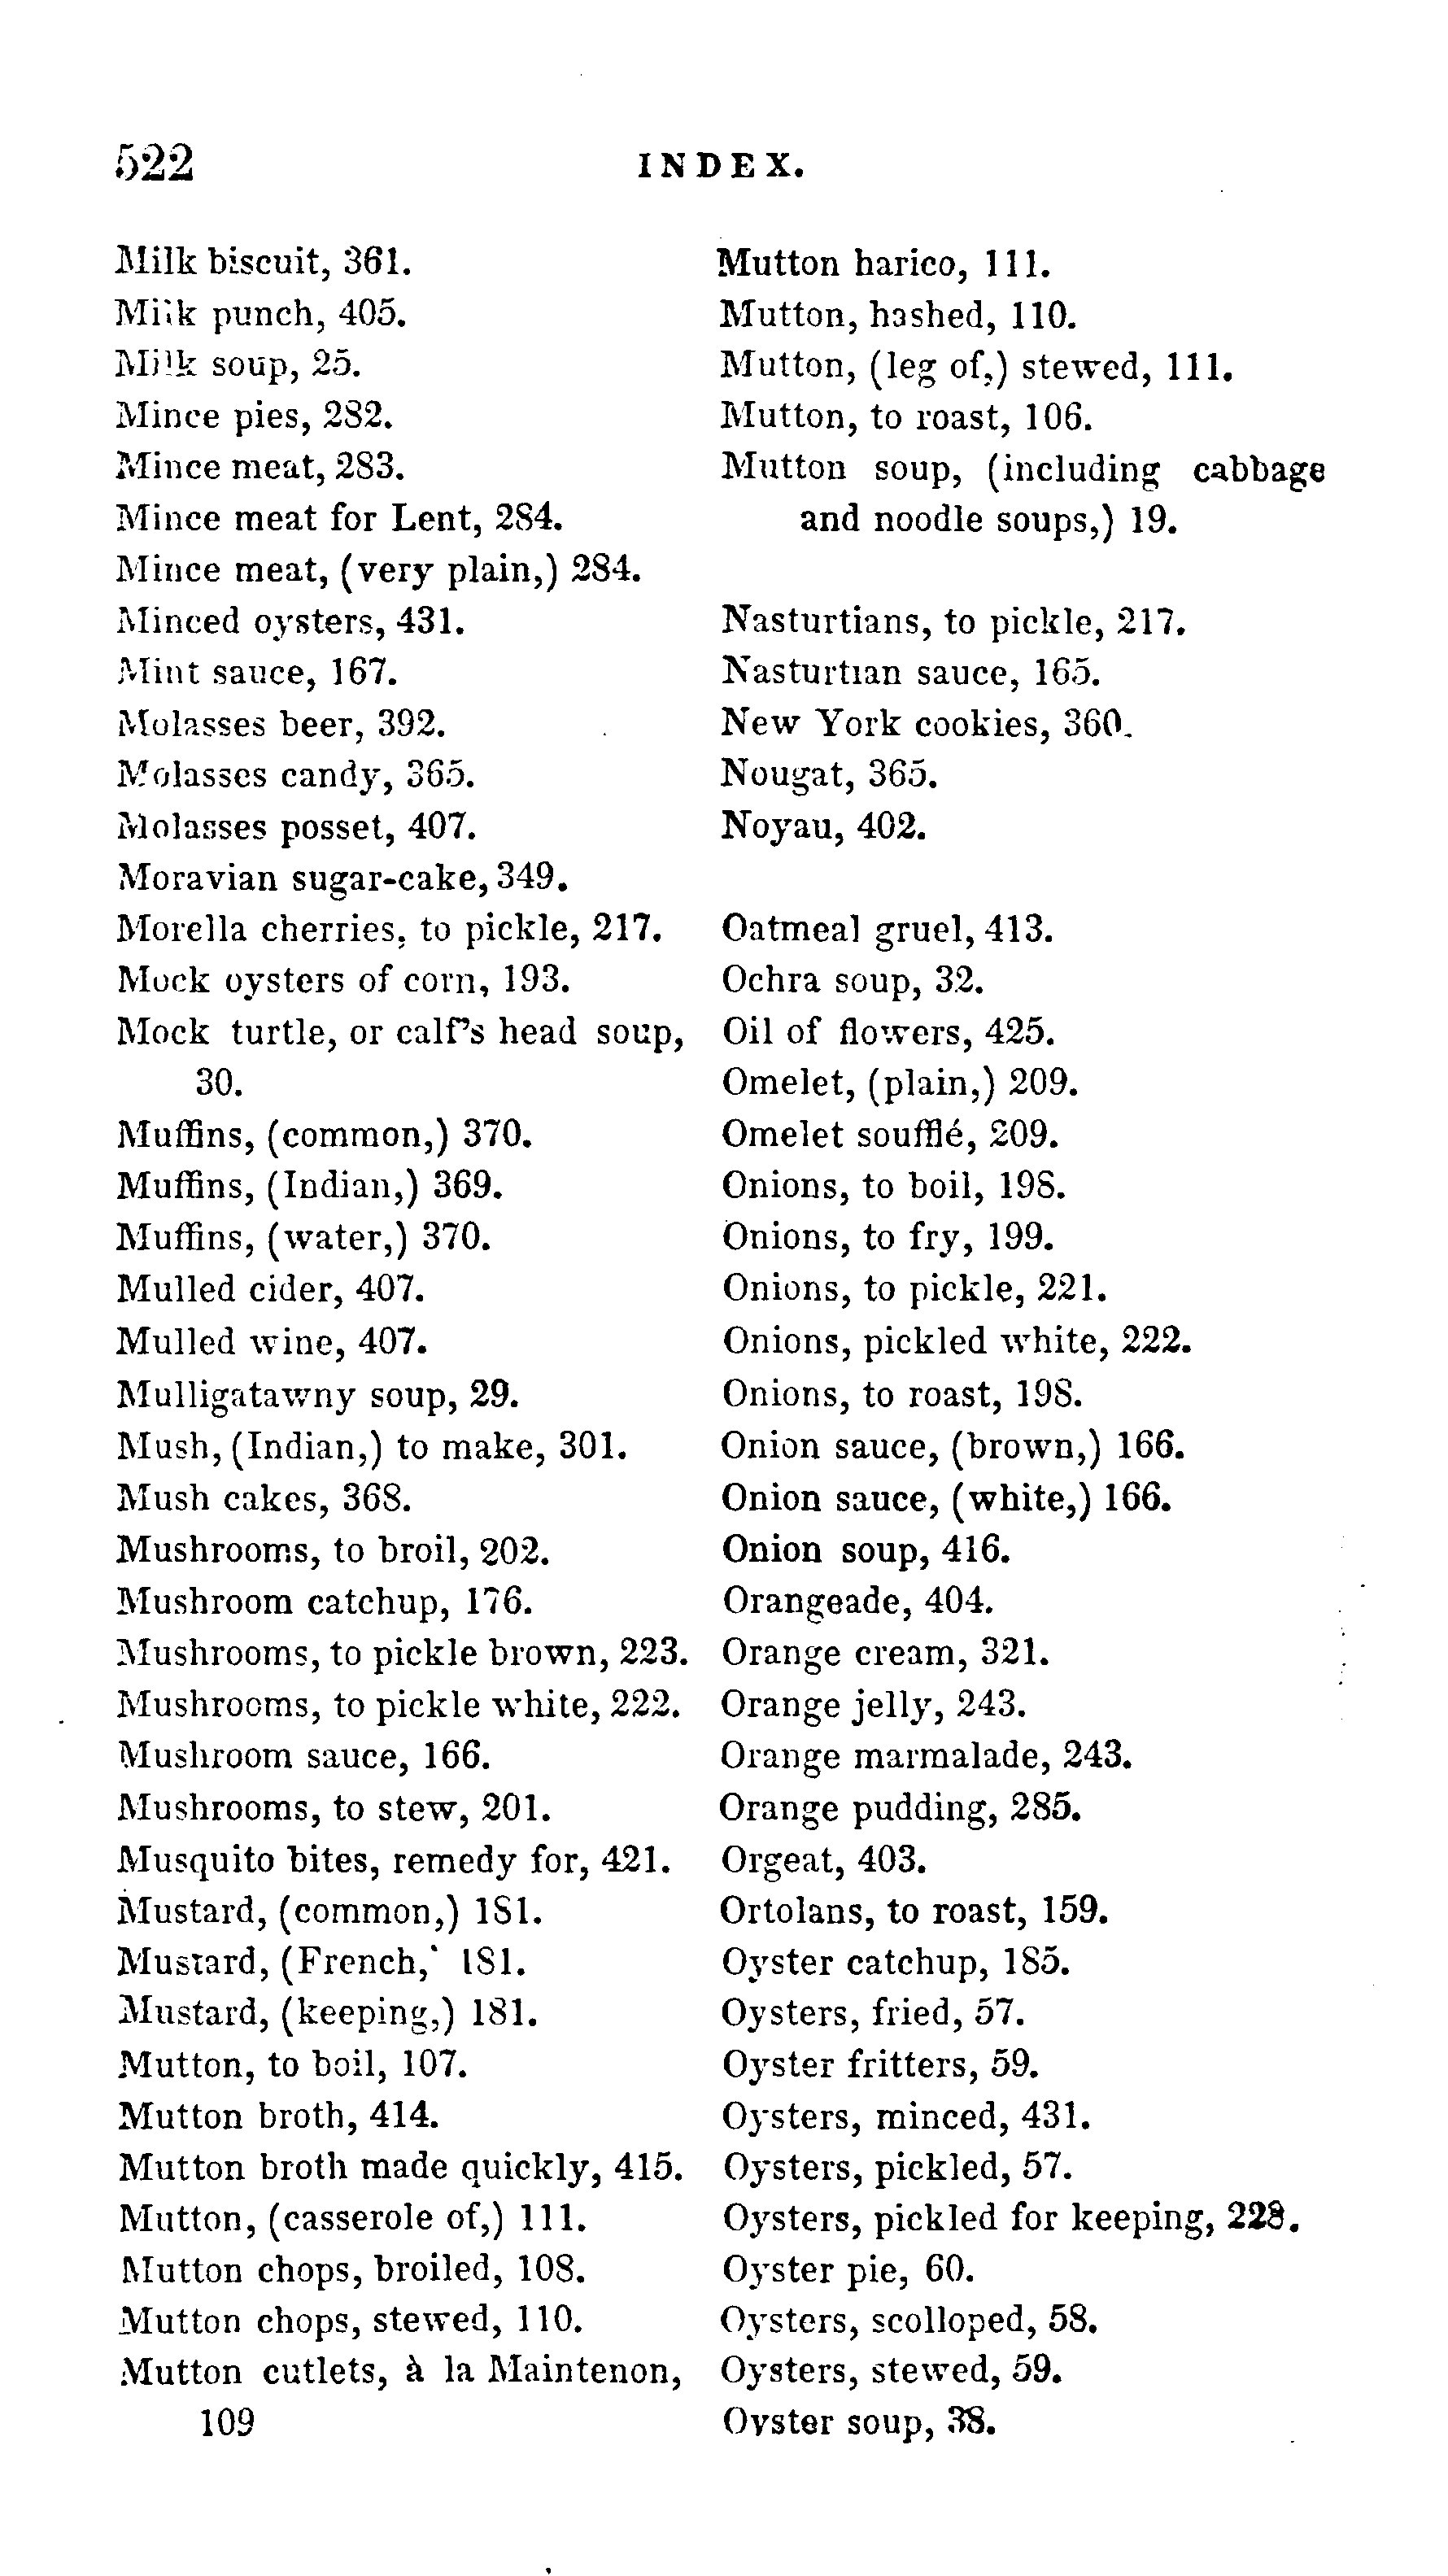 522
INDEX.
Milk biscuit, 361.
Milk punch, 405.
Milk soup, 25.
Mince pies, 282.
Mince meat, 283.
Mince meat for Lent, 284.
Mince meat, (very plain,) 284.
Minced oysters, 431.
Mint sauce, 167.
Molasses beer, 392.
Molasses candy, 365.
Molasses posset, 407.
Moravian sugar-cake, 349.
Morella cherries, to pickle, 217.
Mock oysters of corn, 193.
Mock turtle, or calf's head soup,
30.
Muffins, (common,) 370.
Muffins, (Indian,) 369.
Muffins, (water,) 370.
Mulled cider, 407.
Mulled wine, 407.
Mulligatawny soup, 29.
Mush, (Indian,) to make, 301.
Mush cakes, 368.
Mushrooms, to broil, 202.
Mushroom catchup, 176.
Mushrooms, to pickle brown, 223.
Mushrooms, to pickle white, 222.
Mushroom sauce, 166.
Mushrooms, to stew, 201.
Musquito bites, remedy for, 421.
Mustard, (common,) 181.
Mustard, (French,) 181.
Mustard, (keeping,) 181.
Mutton, to boil, 107.
Mutton broth, 414.
Mutton broth made quickly, 415.
Mutton, (casserole of,) 111.
Mutton chops, broiled, 108.
Mutton chops, stewed, 110.
Mutton cutlets, à la Maintenon,
109
Mutton harico, 111.
Mutton, hashed, 110.
Mutton, (leg of,) stewed, 111.
Mutton, to roast, 106.
Mutton soup, (including cabbage
and noodle soups,) 19.
Nasturtians, to pickle, 217.
Nasturtian sauce, 165.
New York cookies, 360.
Nougat, 365.
Noyau, 402.
Oatmeal gruel, 413.
Ochra soup, 32.
Oil of flowers, 425.
Omelet, (plain,) 209.
Omelet soufflé, 209.
Onions, to boil, 198.
Onions, to fry, 199.
Onions, to pickle, 221.
Onions, pickled white, 222.
Onions, to roast, 198.
Onion sauce, (brown,) 166.
Onion sauce, (white,) 166.
Onion soup, 416.
Orangeade, 404.
Orange cream, 321.
Orange jelly, 243.
Orange marmalade, 243.
Orange pudding, 285.
Orgeat, 403.
Ortolans, to roast, 159.
Oyster catchup, 185.
Oysters, fried, 57.
Oyster fritters, 59.
Oysters, minced, 431.
Oysters, pickled, 57.
Oysters, pickled for keeping, 228.
Oyster pie, 60.
Oysters, scolloped, 58.
Oysters, stewed, 59.
Oyster soup, 38.